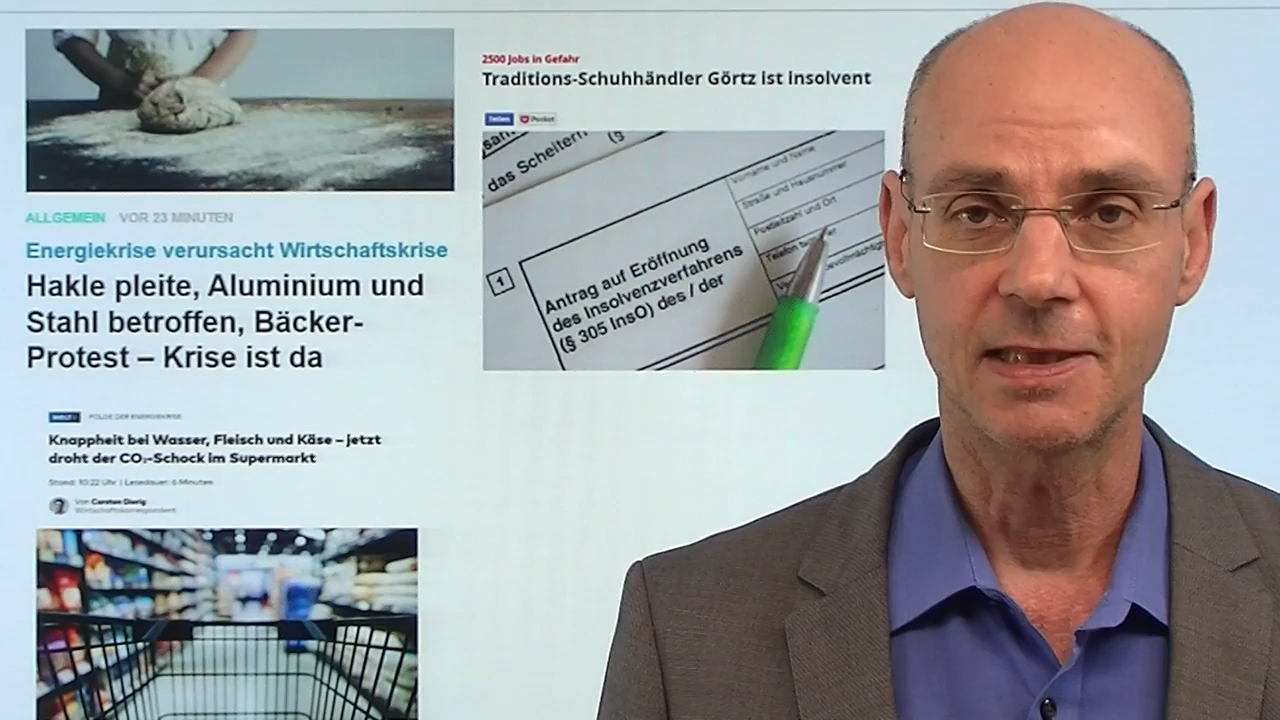 ALLGEMEIN VOR 23 MINUTEN
Energiekrise verursacht Wirtschaftskrise
Hakle pleite, Aluminium und
Stahl betroffen, Bäcker-
Protest – Krise ist da
WELT+ FOLGE DER ENERGIEKRISE
Knappheit bei Wasser, Fleisch und Käse – jetzt
droht der CO₂-Schock im Supermarkt
Stand: 10:22 Uhr | Lesedauer: 6 Minuten
Von Carsten Dierig
Wirtschaftskorrespondent
2500 Jobs in Gefahr
Traditions-Schuhhändler Görtz ist insolvent
Teilen Pocket
das Scheitern (§
1
Antrag auf Eröffnung
des Insolvenzverfahrens
(§ 305 InsO) des / der
Vorname und Name
Straße und Hausnummer
Postleitzahl und Ort
Telefon